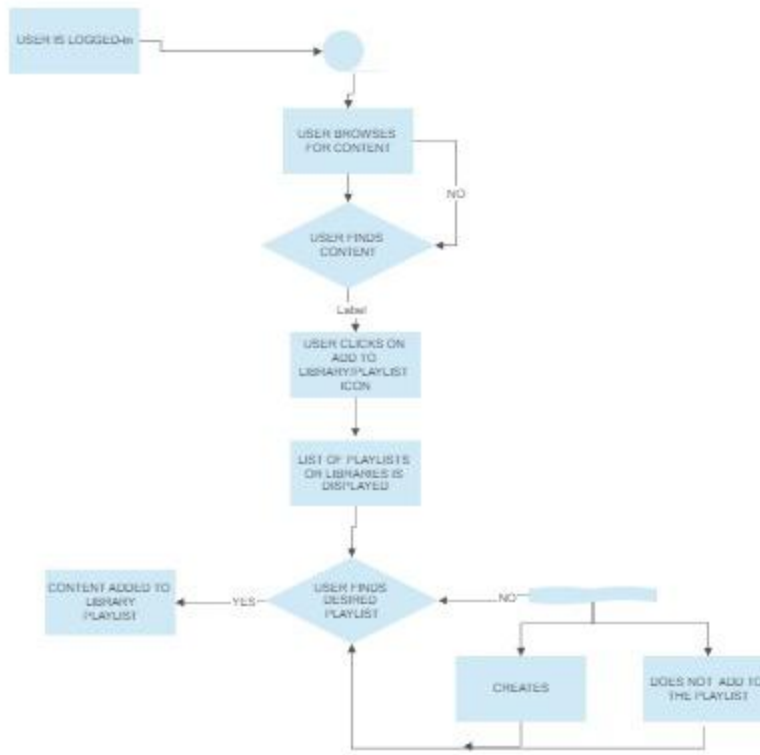 USER IS LOGGED-in
USER BROWSES
FOR CONTENT
NO
USER FINDS
CONTENT
Label
USER CLICKS ON
ADD TO
LIBRARY/PLAYLIST
ICON
LIST OF PLAYLISTS
OR LIBRARIES IS
DISPLAYED
CONTENT ADDED TO
LIBRARY
PLAYLIST
YES
USER FINDS
DESIRED
PLAYLIST
NO
CREATES
DOES NOT ADD TO
THE PLAYLIST